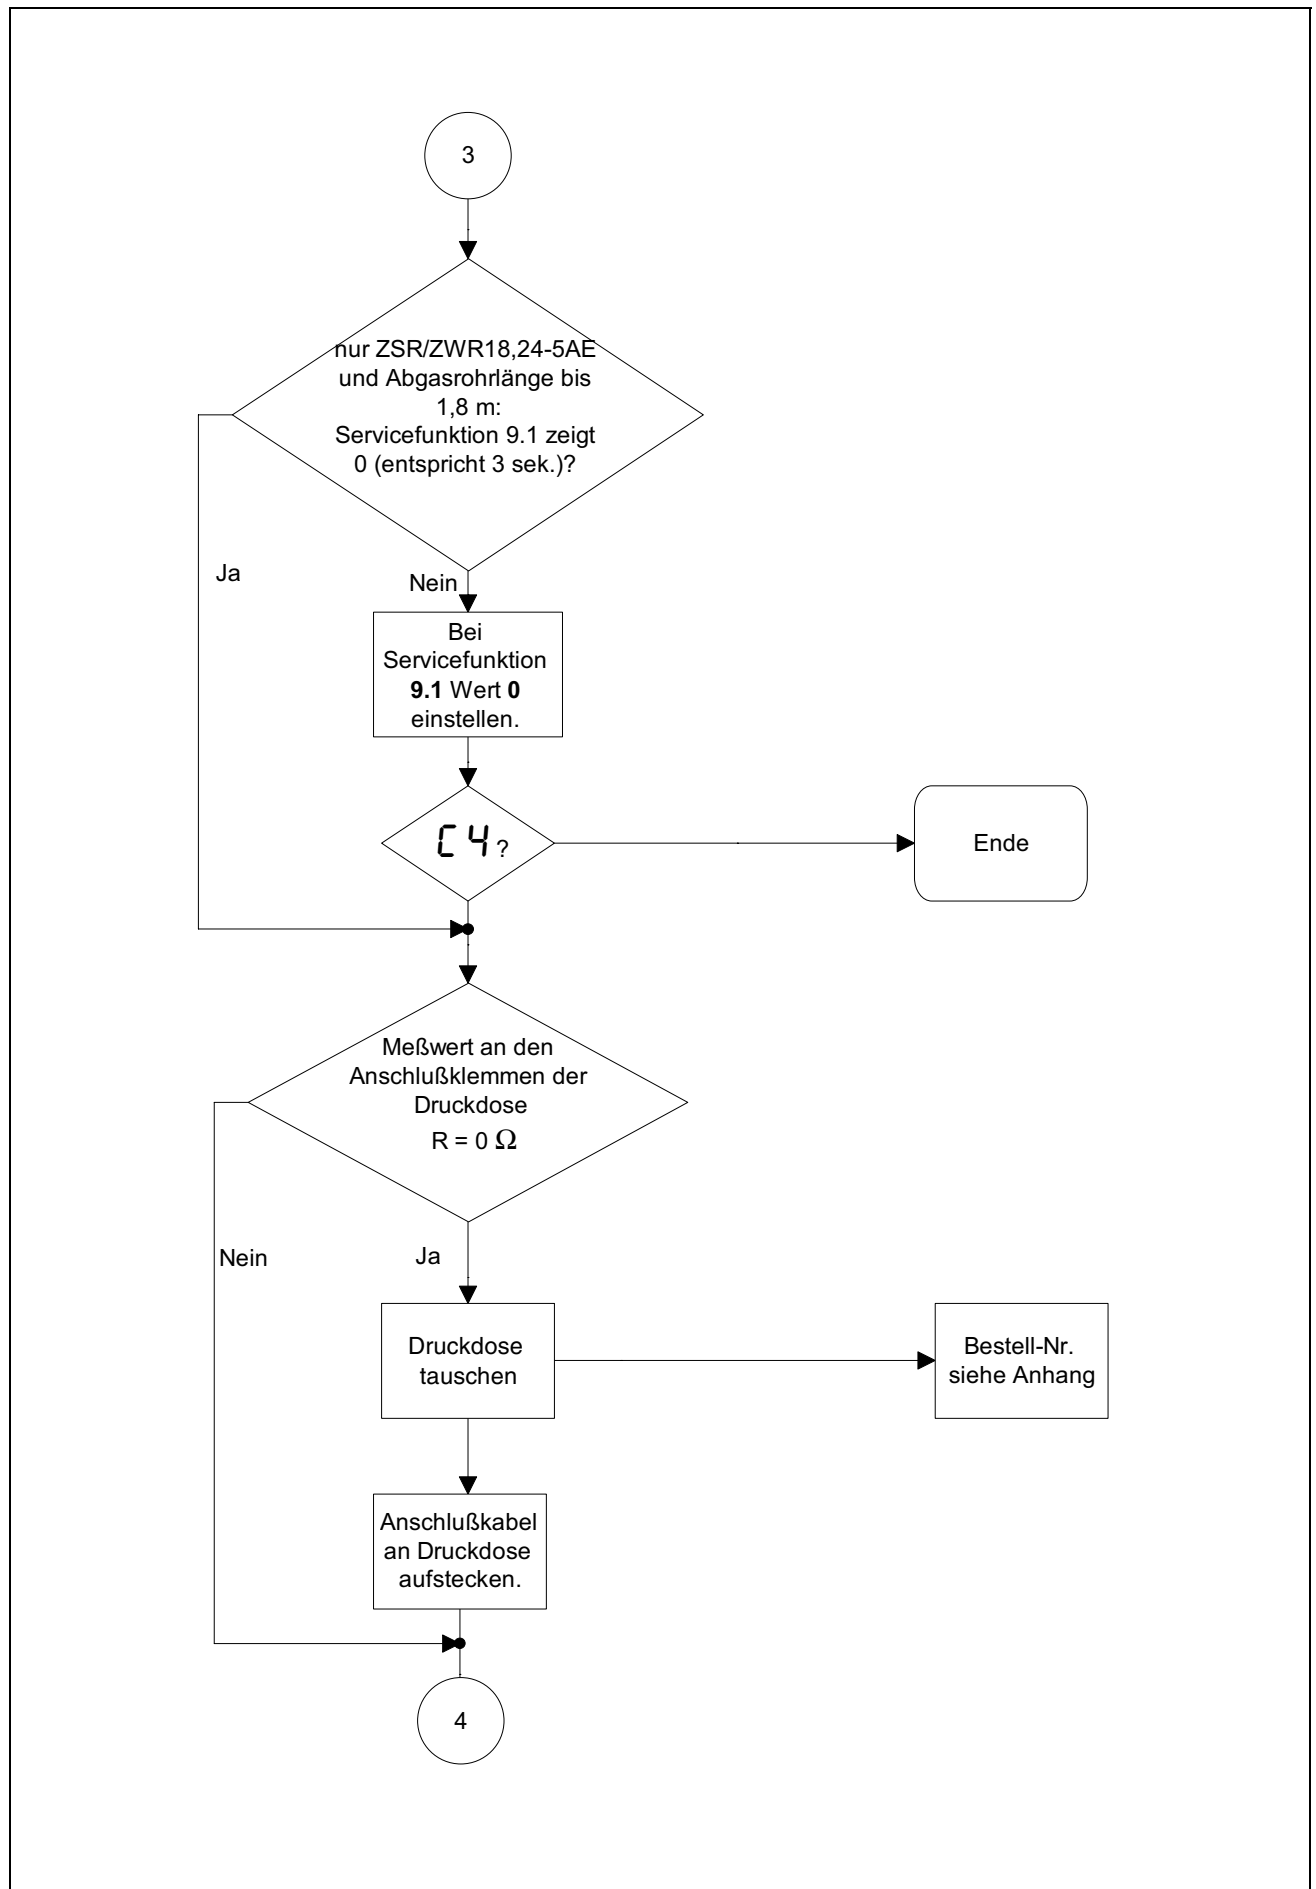 3
nur ZSR/ZWR18,24-5AE
und Abgasrohrlänge bis
1,8 m:
Servicefunktion 9.1 zeigt
0 (entspricht 3 sek.)?
Ja
Nein
Bei
Servicefunktion
9.1 Wert 0
einstellen.
C4?
Ende
Meßwert an den
Anschlußklemmen der
Druckdose
R = 0 Ω
Nein
Ja
Druckdose
tauschen
Bestell-Nr.
siehe Anhang
Anschlußkabel
an Druckdose
aufstecken.
4